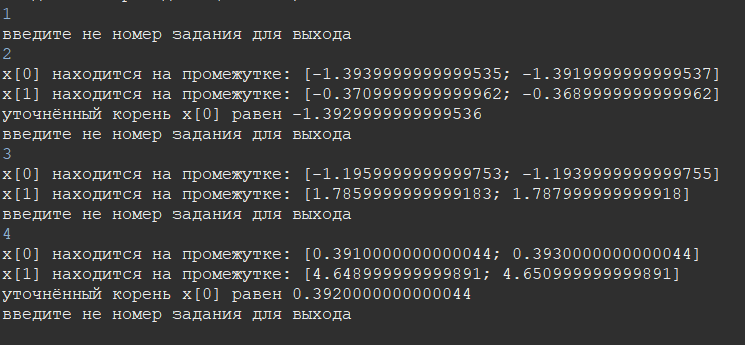 1
введите не номер задания для выхода
2
x[0] находится на промежутке: [-1.3939999999999535; -1.3919999999999537]
x[1] находится на промежутке: [-0.3709999999999962; -0.3689999999999962]
уточнённый корень x[0] равен -1.3929999999999536
введите не номер задания для выхода
3
x[0] находится на промежутке: [-1.1959999999999753; -1.1939999999999755]
x[1] находится на промежутке: [1.7859999999999183; 1.787999999999918]
введите не номер задания для выхода
4
x[0] находится на промежутке: [0.3910000000000044; 0.3930000000000044]
x[1] находится на промежутке: [4.648999999999891; 4.650999999999891]
уточнённый корень x[0] равен 0.3920000000000044
введите не номер задания для выхода